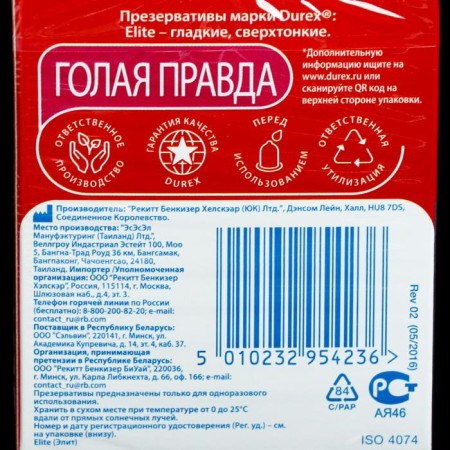 Презервативы марки Durex®:
Elite – гладкие, сверхтонкие.
ГОЛАЯ ПРАВДА
*Дополнительную
информацию ищите на
www.durex.ru или
сканируйте QR код на
верхней стороне упаковки.
ОТВЕТСТВЕННОЕ ПРОИЗВОДСТВО
ГАРАНТИЯ КАЧЕСТВА DUREX
ПЕРЕД ИСПОЛЬЗОВАНИЕМ
ОТВЕТСТВЕННАЯ УТИЛИЗАЦИЯ
Производитель: "Рекитт Бенкизер Хелскэар (ЮК) Лтд.", Дэнсом Лейн, Халл, HU8 7DS,
Соединенное Королевство.
Место производства: "ЭсЭсЭл
Мануфактуринг (Таиланд) Лтд.",
Веллгроу Индастриал Эстейт 100, Моо
5, Бангна-Трад Роуд 36 км, Бангсамак,
Бангпаконг, Чачоенгсао, 24180,
Таиланд. Импортер /Уполномоченная
организация: ООО "Рекитт Бенкизер
Хэлскэр", Россия, 115114, г. Москва,
Шлюзовая наб., д.4, эт. 3.
Телефон горячей линии по России
(бесплатно): 8-800-200-82-20; e-mail:
contact_ru@rb.com
Поставщик в Республику Беларусь:
ООО "Сэльвин", 220114, г. Минск, ул.
Академика Купревича, д. 14, эт. 4, каб. 37.
Организация, принимающая
претензии в Республике Беларусь:
ООО "Рекитт Бенкизер БиУай", 220036,
г. Минск, ул. Карла Либкнехта, д. 66, оф. 166; e-mail:
contact_ru@rb.com
Презервативы предназначены только для одноразового
использования.
Хранить в сухом месте при температуре от 0 до 25°C
вдали от прямых солнечных лучей.
Номер и дату регистрационного удостоверения (Рег. уд.) – см.
на упаковке (внизу).
Elite (Элит)
5 010232 954236
Rev 02 (05/2016)
84
C/PAP
РСТ
АЯ46
ISO 4074